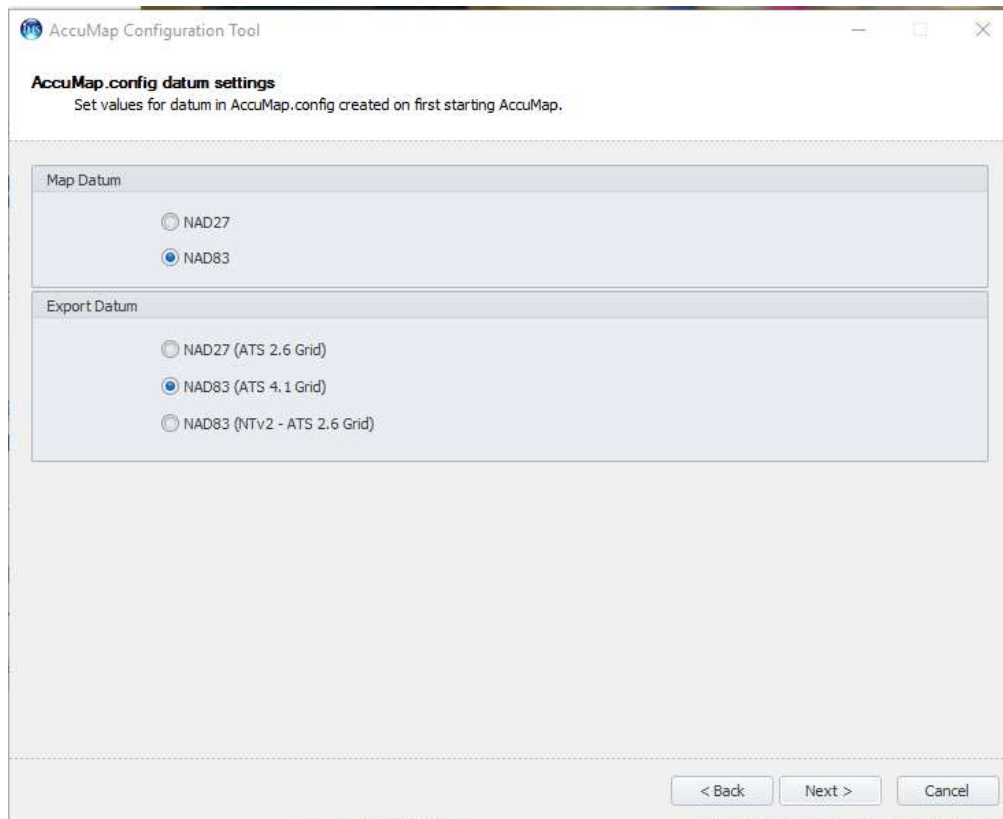 AccuMap Configuration Tool
AccuMap.config datum settings
Set values for datum in AccuMap.config created on first starting AccuMap.
Map Datum
NAD27
NAD83
Export Datum
NAD27 (ATS 2.6 Grid)
NAD83 (ATS 4.1 Grid)
NAD83 (NTv2 - ATS 2.6 Grid)
< Back Next > Cancel